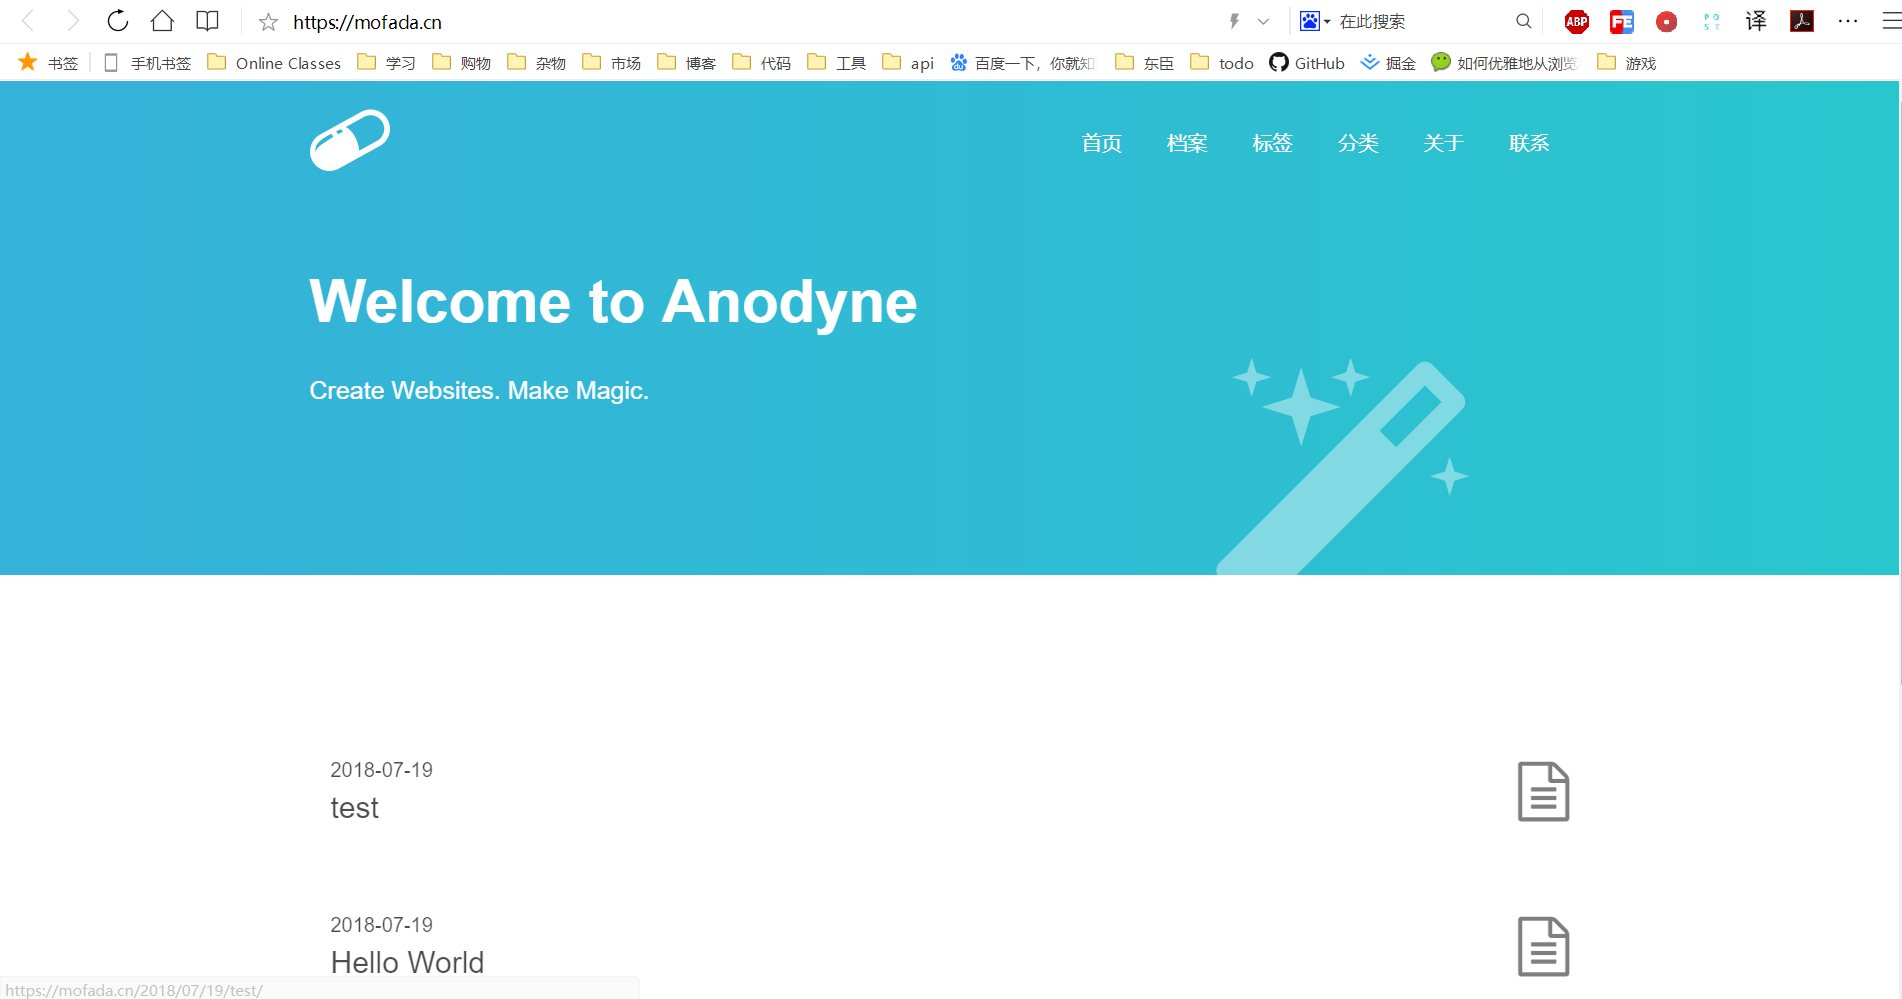 https://mofada.cn
在此搜索
ABP
FE
PO
ST
译
书签 手机书签 Online Classes 学习 购物 杂物 市场 博客 代码 工具 api 百度一下，你就知 东臣 todo GitHub 掘金 如何优雅地从浏览 游戏
首页 档案 标签 分类 关于 联系
Welcome to Anodyne
Create Websites. Make Magic.
2018-07-19
test
2018-07-19
Hello World
https://mofada.cn/2018/07/19/test/